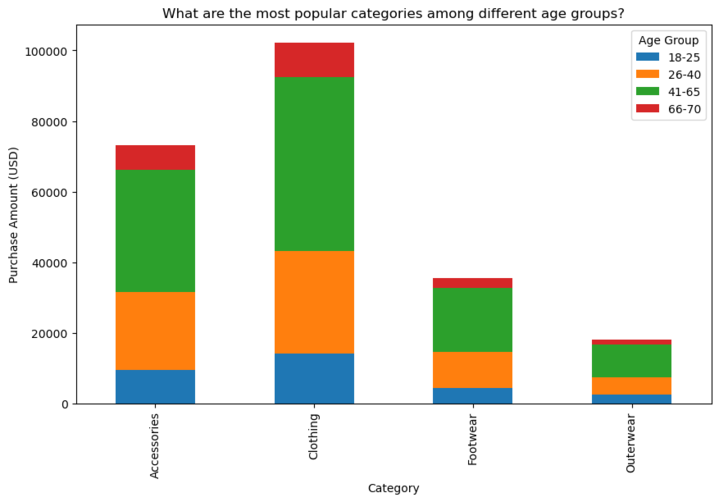 What are the most popular categories among different age groups?
Age Group
18-25
26-40
41-65
66-70
Purchase Amount (USD)
100000
80000
60000
40000
20000
0
Accessories
Clothing
Footwear
Outerwear
Category